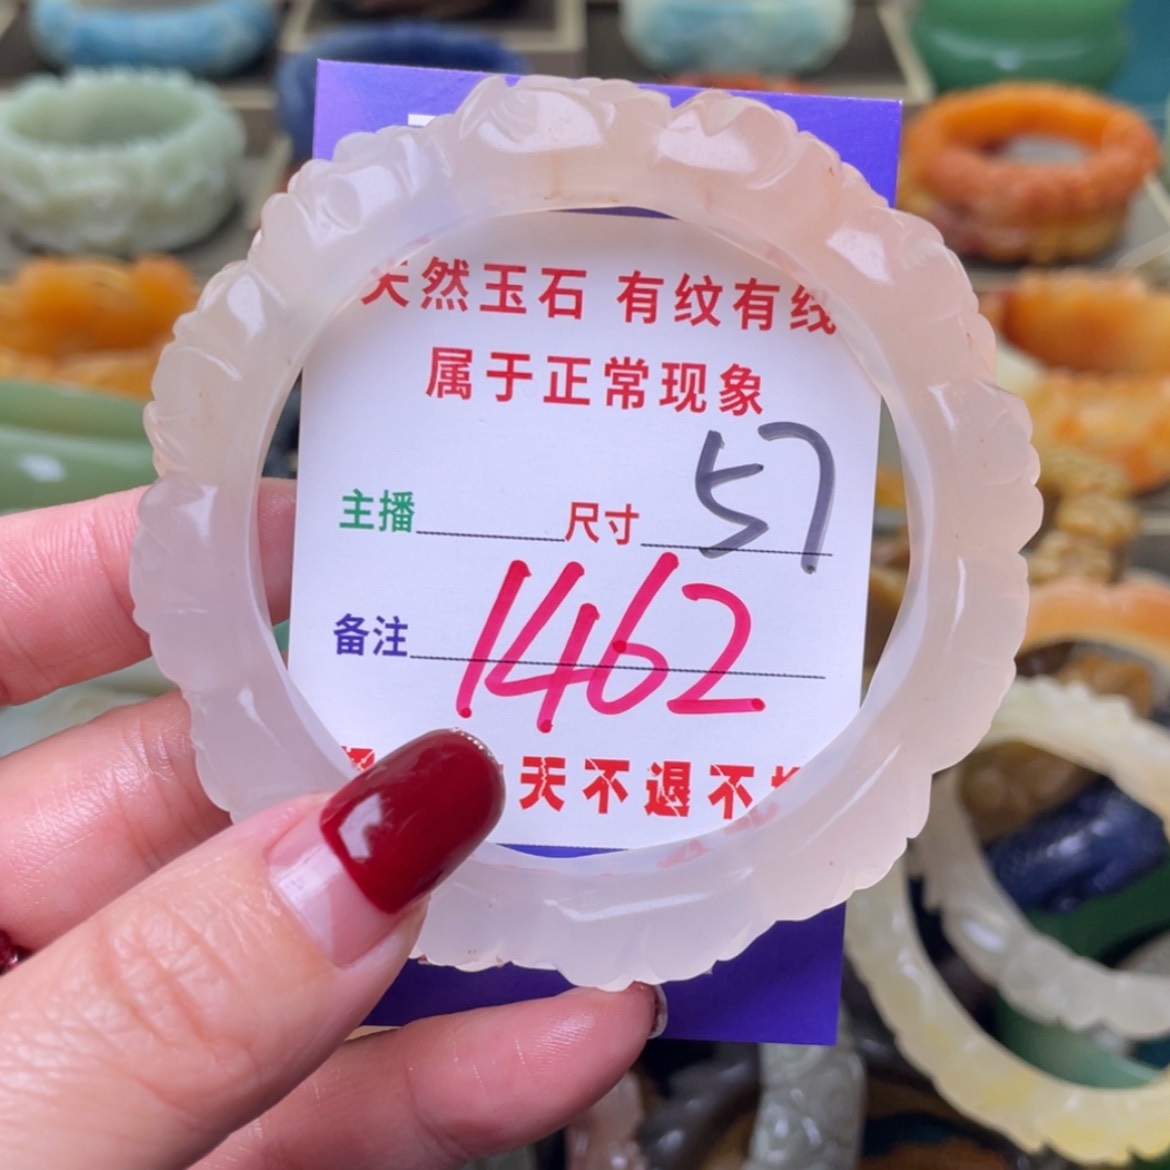 天然玉石 有纹有线
属于正常现象
主播 尺寸 57
备注 1462
天不退不